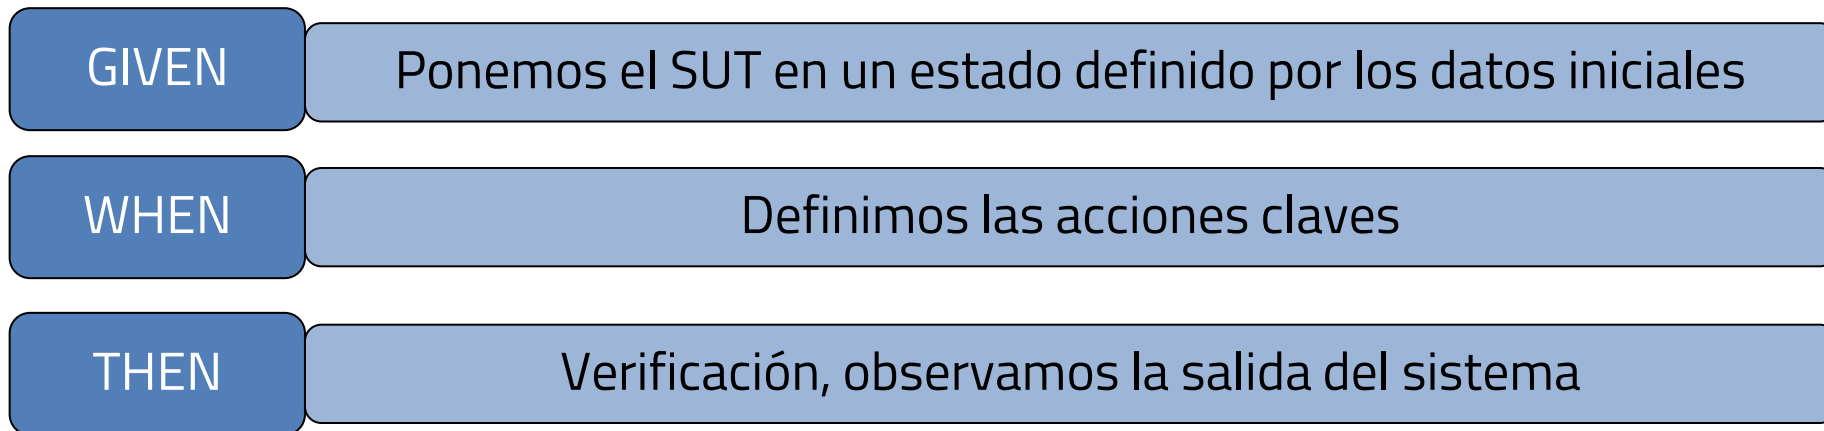 GIVEN
Ponemos el SUT en un estado definido por los datos iniciales
WHEN
Definimos las acciones claves
THEN
Verificación, observamos la salida del sistema